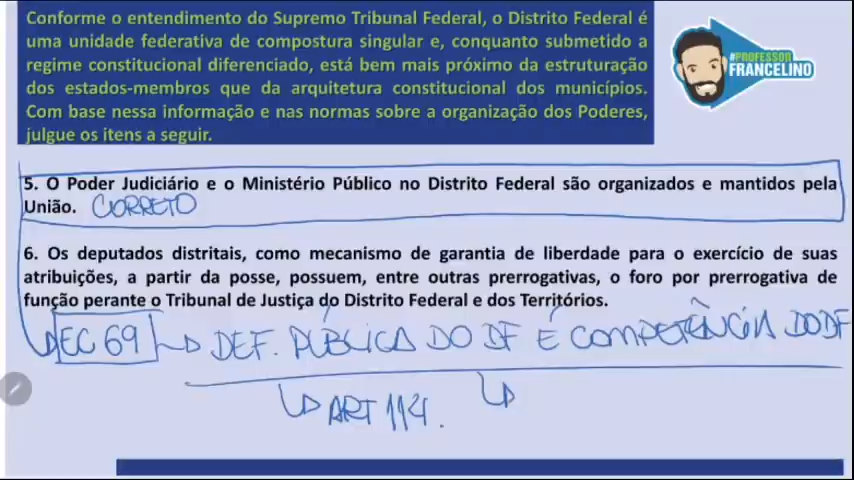 Conforme o entendimento do Supremo Tribunal Federal, o Distrito Federal é
uma unidade federativa de compostura singular e, conquanto submetido a
regime constitucional diferenciado, está bem mais próximo da estruturação
dos estados-membros que da arquitetura constitucional dos municípios.
Com base nessa informação e nas normas sobre a organização dos Poderes,
julgue os itens a seguir.
#PROFESSOR
FRANCELINO
5. O Poder Judiciário e o Ministério Público no Distrito Federal são organizados e mantidos pela
União. CORRETO
6. Os deputados distritais, como mecanismo de garantia de liberdade para o exercício de suas
atribuições, a partir da posse, possuem, entre outras prerrogativas, o foro por prerrogativa de
função perante o Tribunal de Justiça do Distrito Federal e dos Territórios.
EC 69 DEF. PÚBLICA DO DF É COMPETÊNCIA DO DF
ART 114.